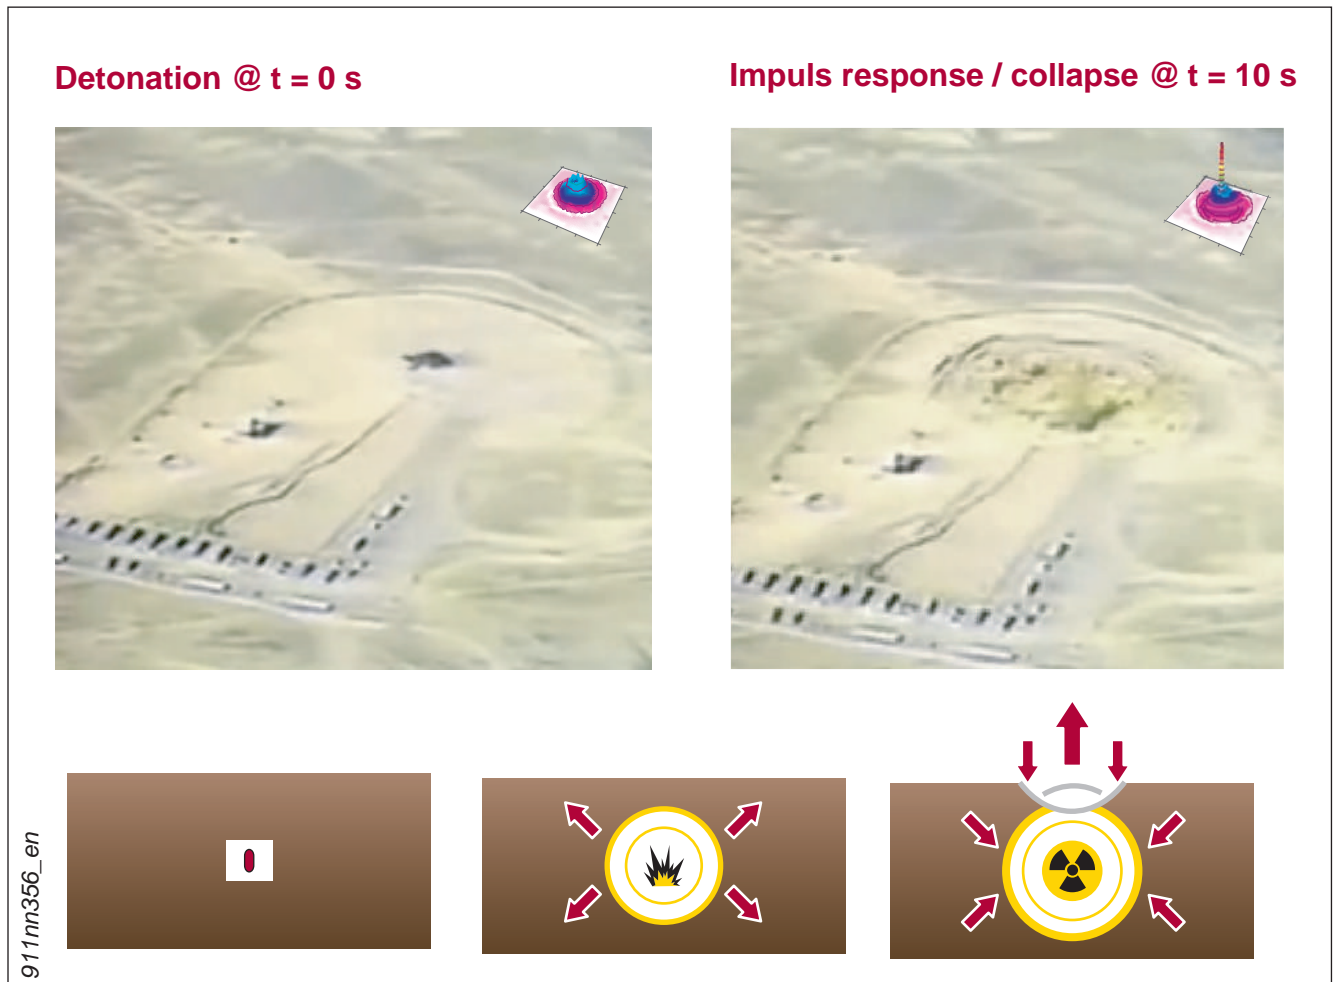 Detonation @ t = 0 s
Impuls response / collapse @ t = 10 s
911nn356_en